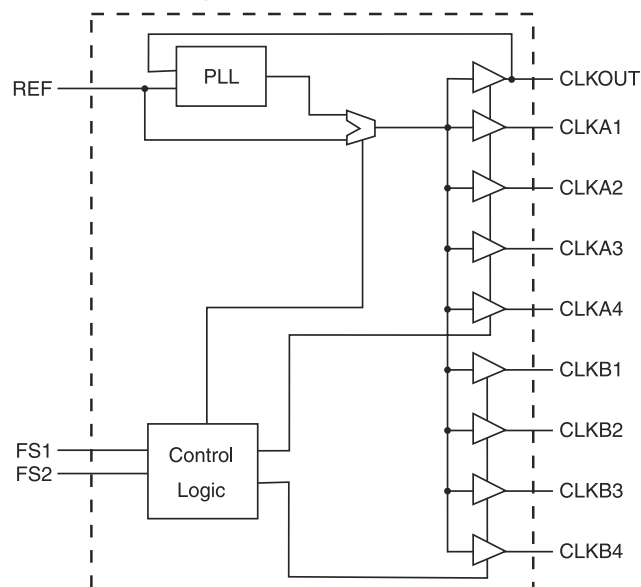 PLL
REF
CLKOUT
CLKA1
CLKA2
CLKA3
CLKA4
CLKB1
CLKB2
CLKB3
CLKB4
FS1
FS2
Control
Logic